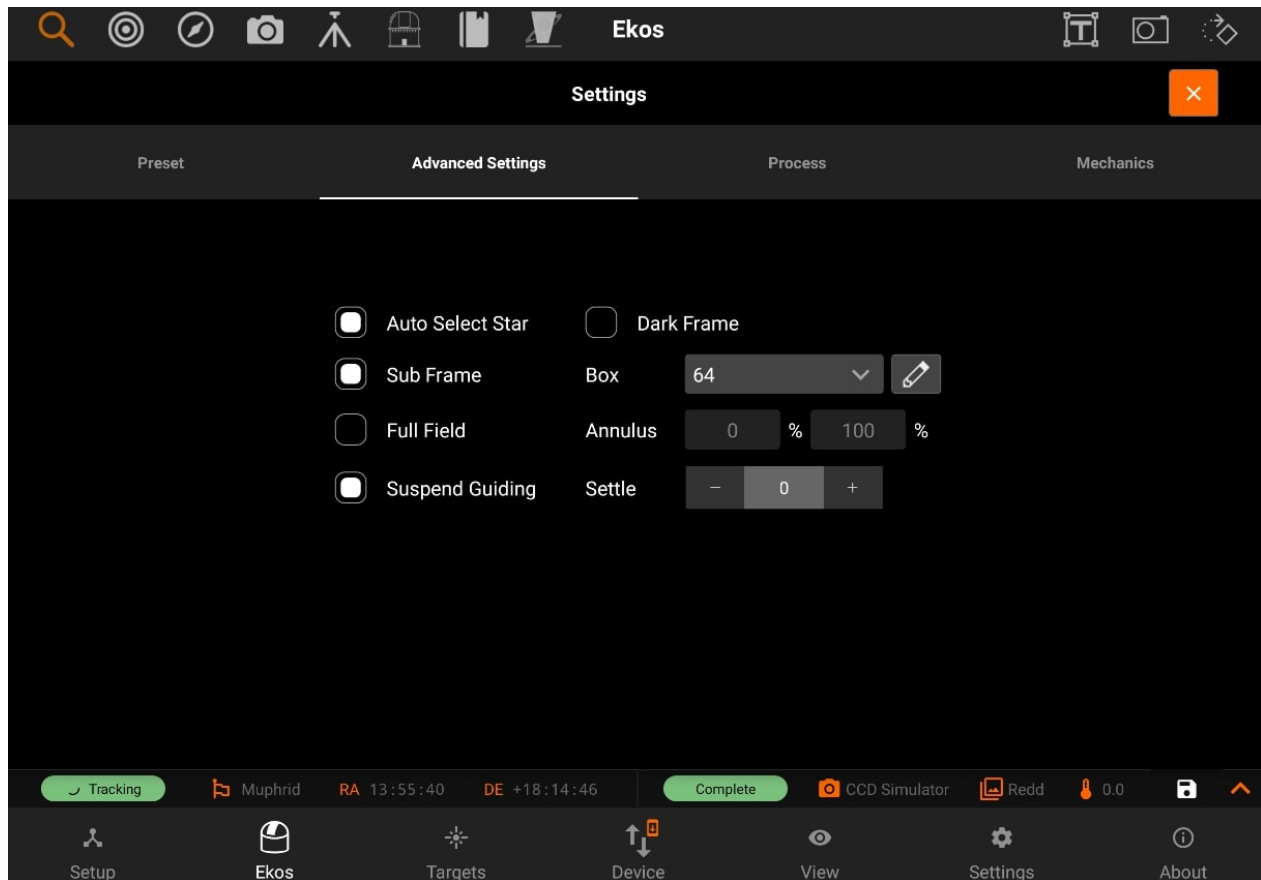 T Ekos
Settings
Preset Advanced Settings Process Mechanics
Auto Select Star Dark Frame
Sub Frame Box 64
Full Field Annulus 0 % 100 %
Suspend Guiding Settle − 0 +
Tracking Muphrid RA 13:55:40 DE +18:14:46 Complete CCD Simulator Redd 0.0
Setup Ekos Targets Device View Settings About